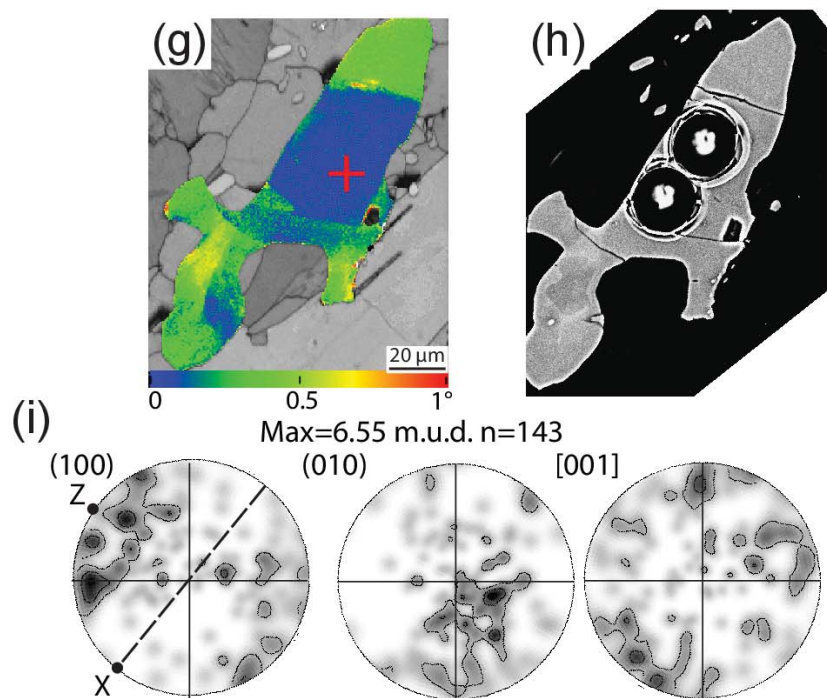 (g)
(h)
20 µm
0 0.5 1°
(i)
Max=6.55 m.u.d. n=143
(100) (010) [001]
Z
X